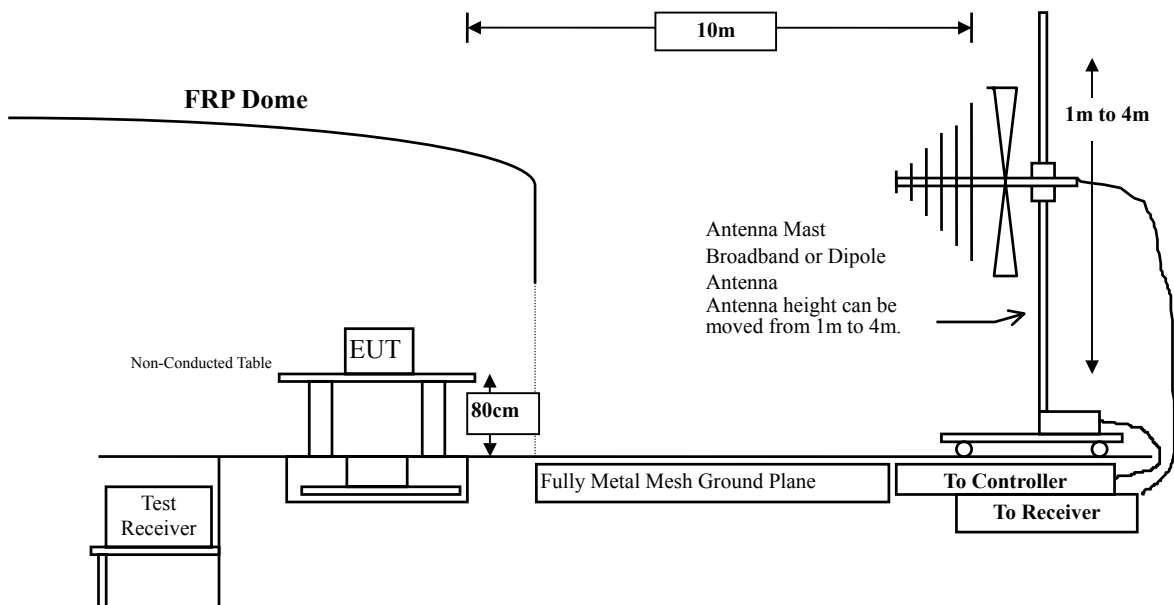 10m
FRP Dome
1m to 4m
Antenna Mast
Broadband or Dipole
Antenna
Antenna height can be
moved from 1m to 4m.
EUT
Non-Conducted Table
80cm
Fully Metal Mesh Ground Plane
To Controller
Test
Receiver
To Receiver